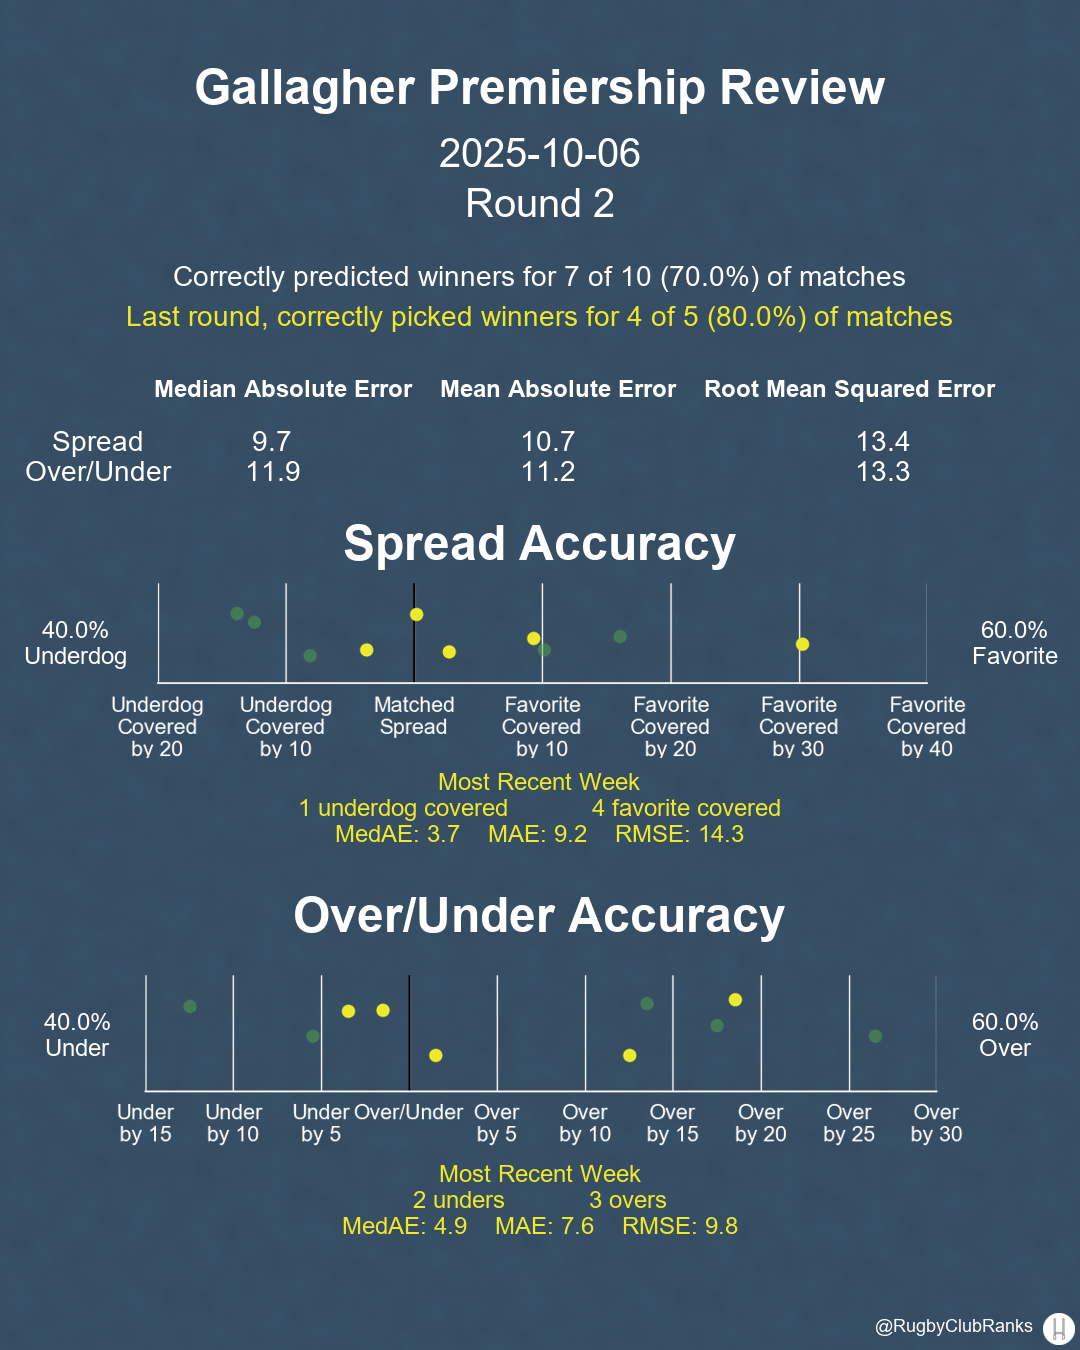 Gallagher Premiership Review
2025-10-06
Round 2
Correctly predicted winners for 7 of 10 (70.0%) of matches
Last round, correctly picked winners for 4 of 5 (80.0%) of matches
Median Absolute Error Mean Absolute Error Root Mean Squared Error
Spread 9.7 10.7 13.4
Over/Under 11.9 11.2 13.3
Spread Accuracy
40.0%
Underdog
60.0%
Favorite
Underdog Underdog Matched Favorite Favorite Favorite Favorite
Covered Covered Spread Covered Covered Covered Covered
by 20 by 10 by 10 by 20 by 30 by 40
Most Recent Week
1 underdog covered 4 favorite covered
MedAE: 3.7 MAE: 9.2 RMSE: 14.3
Over/Under Accuracy
40.0%
Under
60.0%
Over
Under Under Under Over/Under Over Over Over Over Over Over
by 15 by 10 by 5 by 5 by 10 by 15 by 20 by 25 by 30
Most Recent Week
2 unders 3 overs
MedAE: 4.9 MAE: 7.6 RMSE: 9.8
@RugbyClubRanks